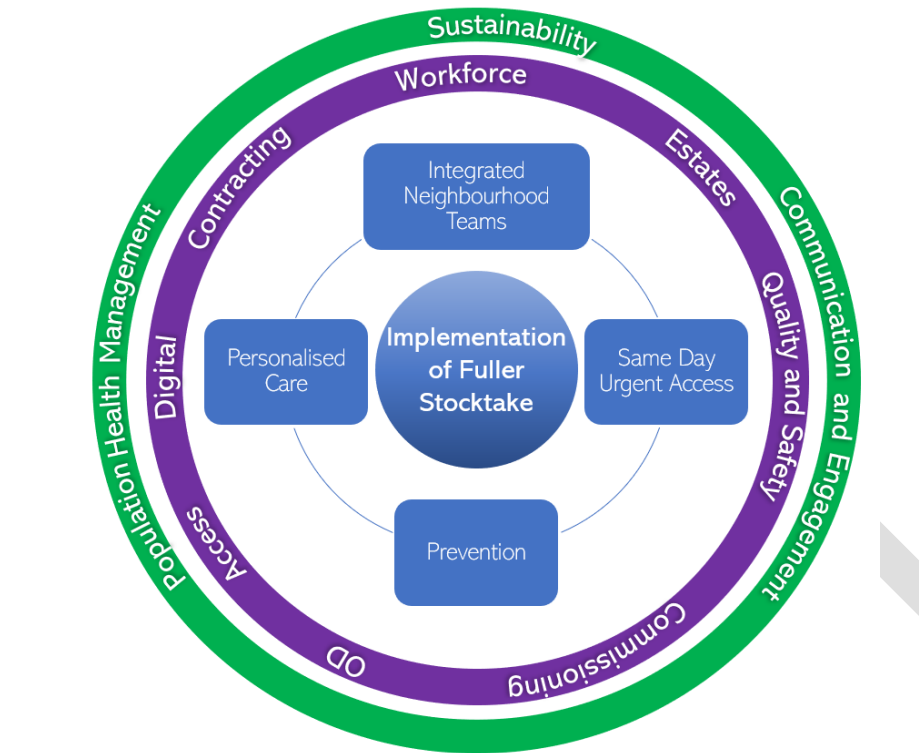 Sustainability
Communication and Engagement
Population Health Management
Workforce
Estates
Quality and Safety
Commissioning
OD
Access
Digital
Contracting
Integrated
Neighbourhood
Teams
Same Day
Urgent Access
Prevention
Personalised
Care
Implementation
of Fuller
Stocktake